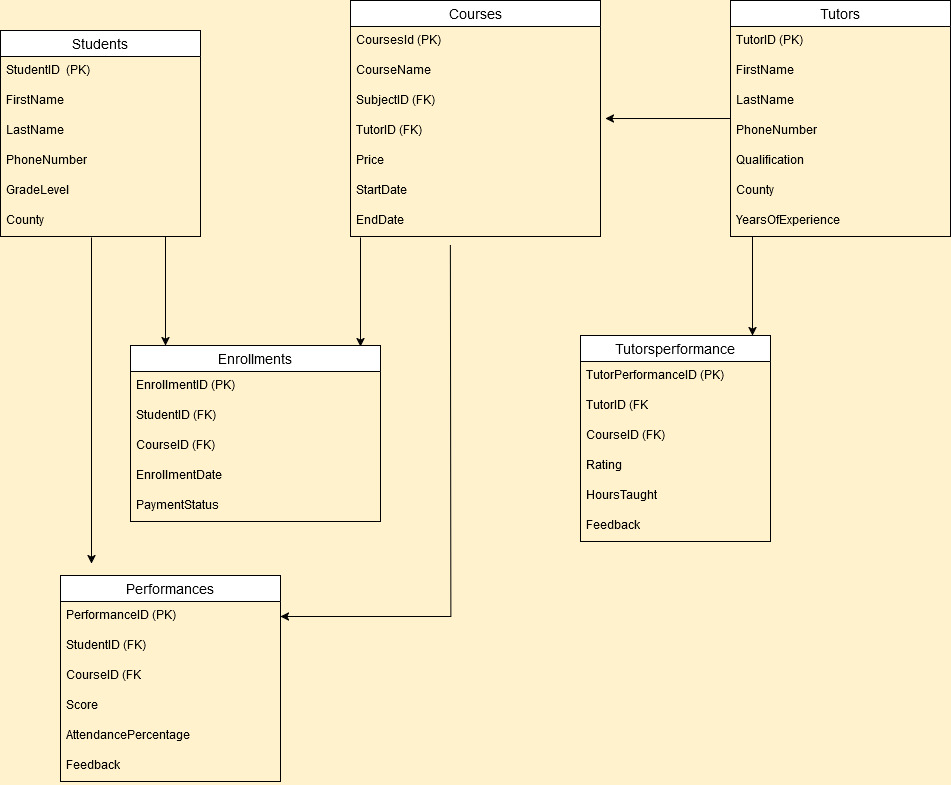 Students
StudentID (PK)
FirstName
LastName
PhoneNumber
GradeLevel
County
Courses
CoursesId (PK)
CourseName
SubjectID (FK)
TutorID (FK)
Price
StartDate
EndDate
Tutors
TutorID (PK)
FirstName
LastName
PhoneNumber
Qualification
County
YearsOfExperience
Enrollments
EnrollmentID (PK)
StudentID (FK)
CourseID (FK)
EnrollmentDate
PaymentStatus
Tutorsperformance
TutorPerformanceID (PK)
TutorID (FK
CourseID (FK)
Rating
HoursTaught
Feedback
Performances
PerformanceID (PK)
StudentID (FK)
CourseID (FK
Score
AttendancePercentage
Feedback